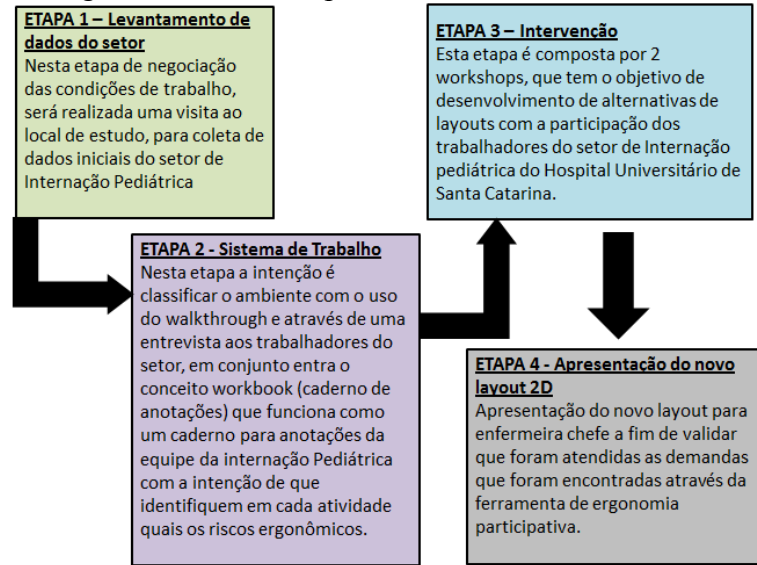 ETAPA 1 – Levantamento de
dados do setor
Nesta etapa de negociação
das condições de trabalho,
será realizada uma visita ao
local de estudo, para coleta de
dados iniciais do setor de
Internação Pediátrica
ETAPA 2 - Sistema de Trabalho
Nesta etapa a intenção é
classificar o ambiente com o uso
do walkthrough e através de uma
entrevista aos trabalhadores do
setor, em conjunto entra o
conceito workbook (caderno de
anotações) que funciona como
um caderno para anotações da
equipe da internação Pediátrica
com a intenção de que
identifiquem em cada atividade
quais os riscos ergonômicos.
ETAPA 3 – Intervenção
Esta etapa é composta por 2
workshops, que tem o objetivo de
desenvolvimento de alternativas de
layouts com a participação dos
trabalhadores do setor de Internação
pediátrica do Hospital Universitário de
Santa Catarina.
ETAPA 4 - Apresentação do novo
layout 2D
Apresentação do novo layout para
enfermeira chefe a fim de validar
que foram atendidas as demandas
que foram encontradas através da
ferramenta de ergonomia
participativa.